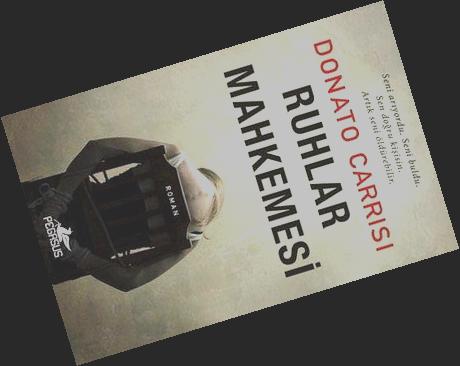 Seni arıyordu. Seni buldu.
Sen doğru kişisin.
Artık seni öldürebilir.
DONATO CARRISI
RUHLAR
MAHKEMESİ
ROMAN
PEGASUS